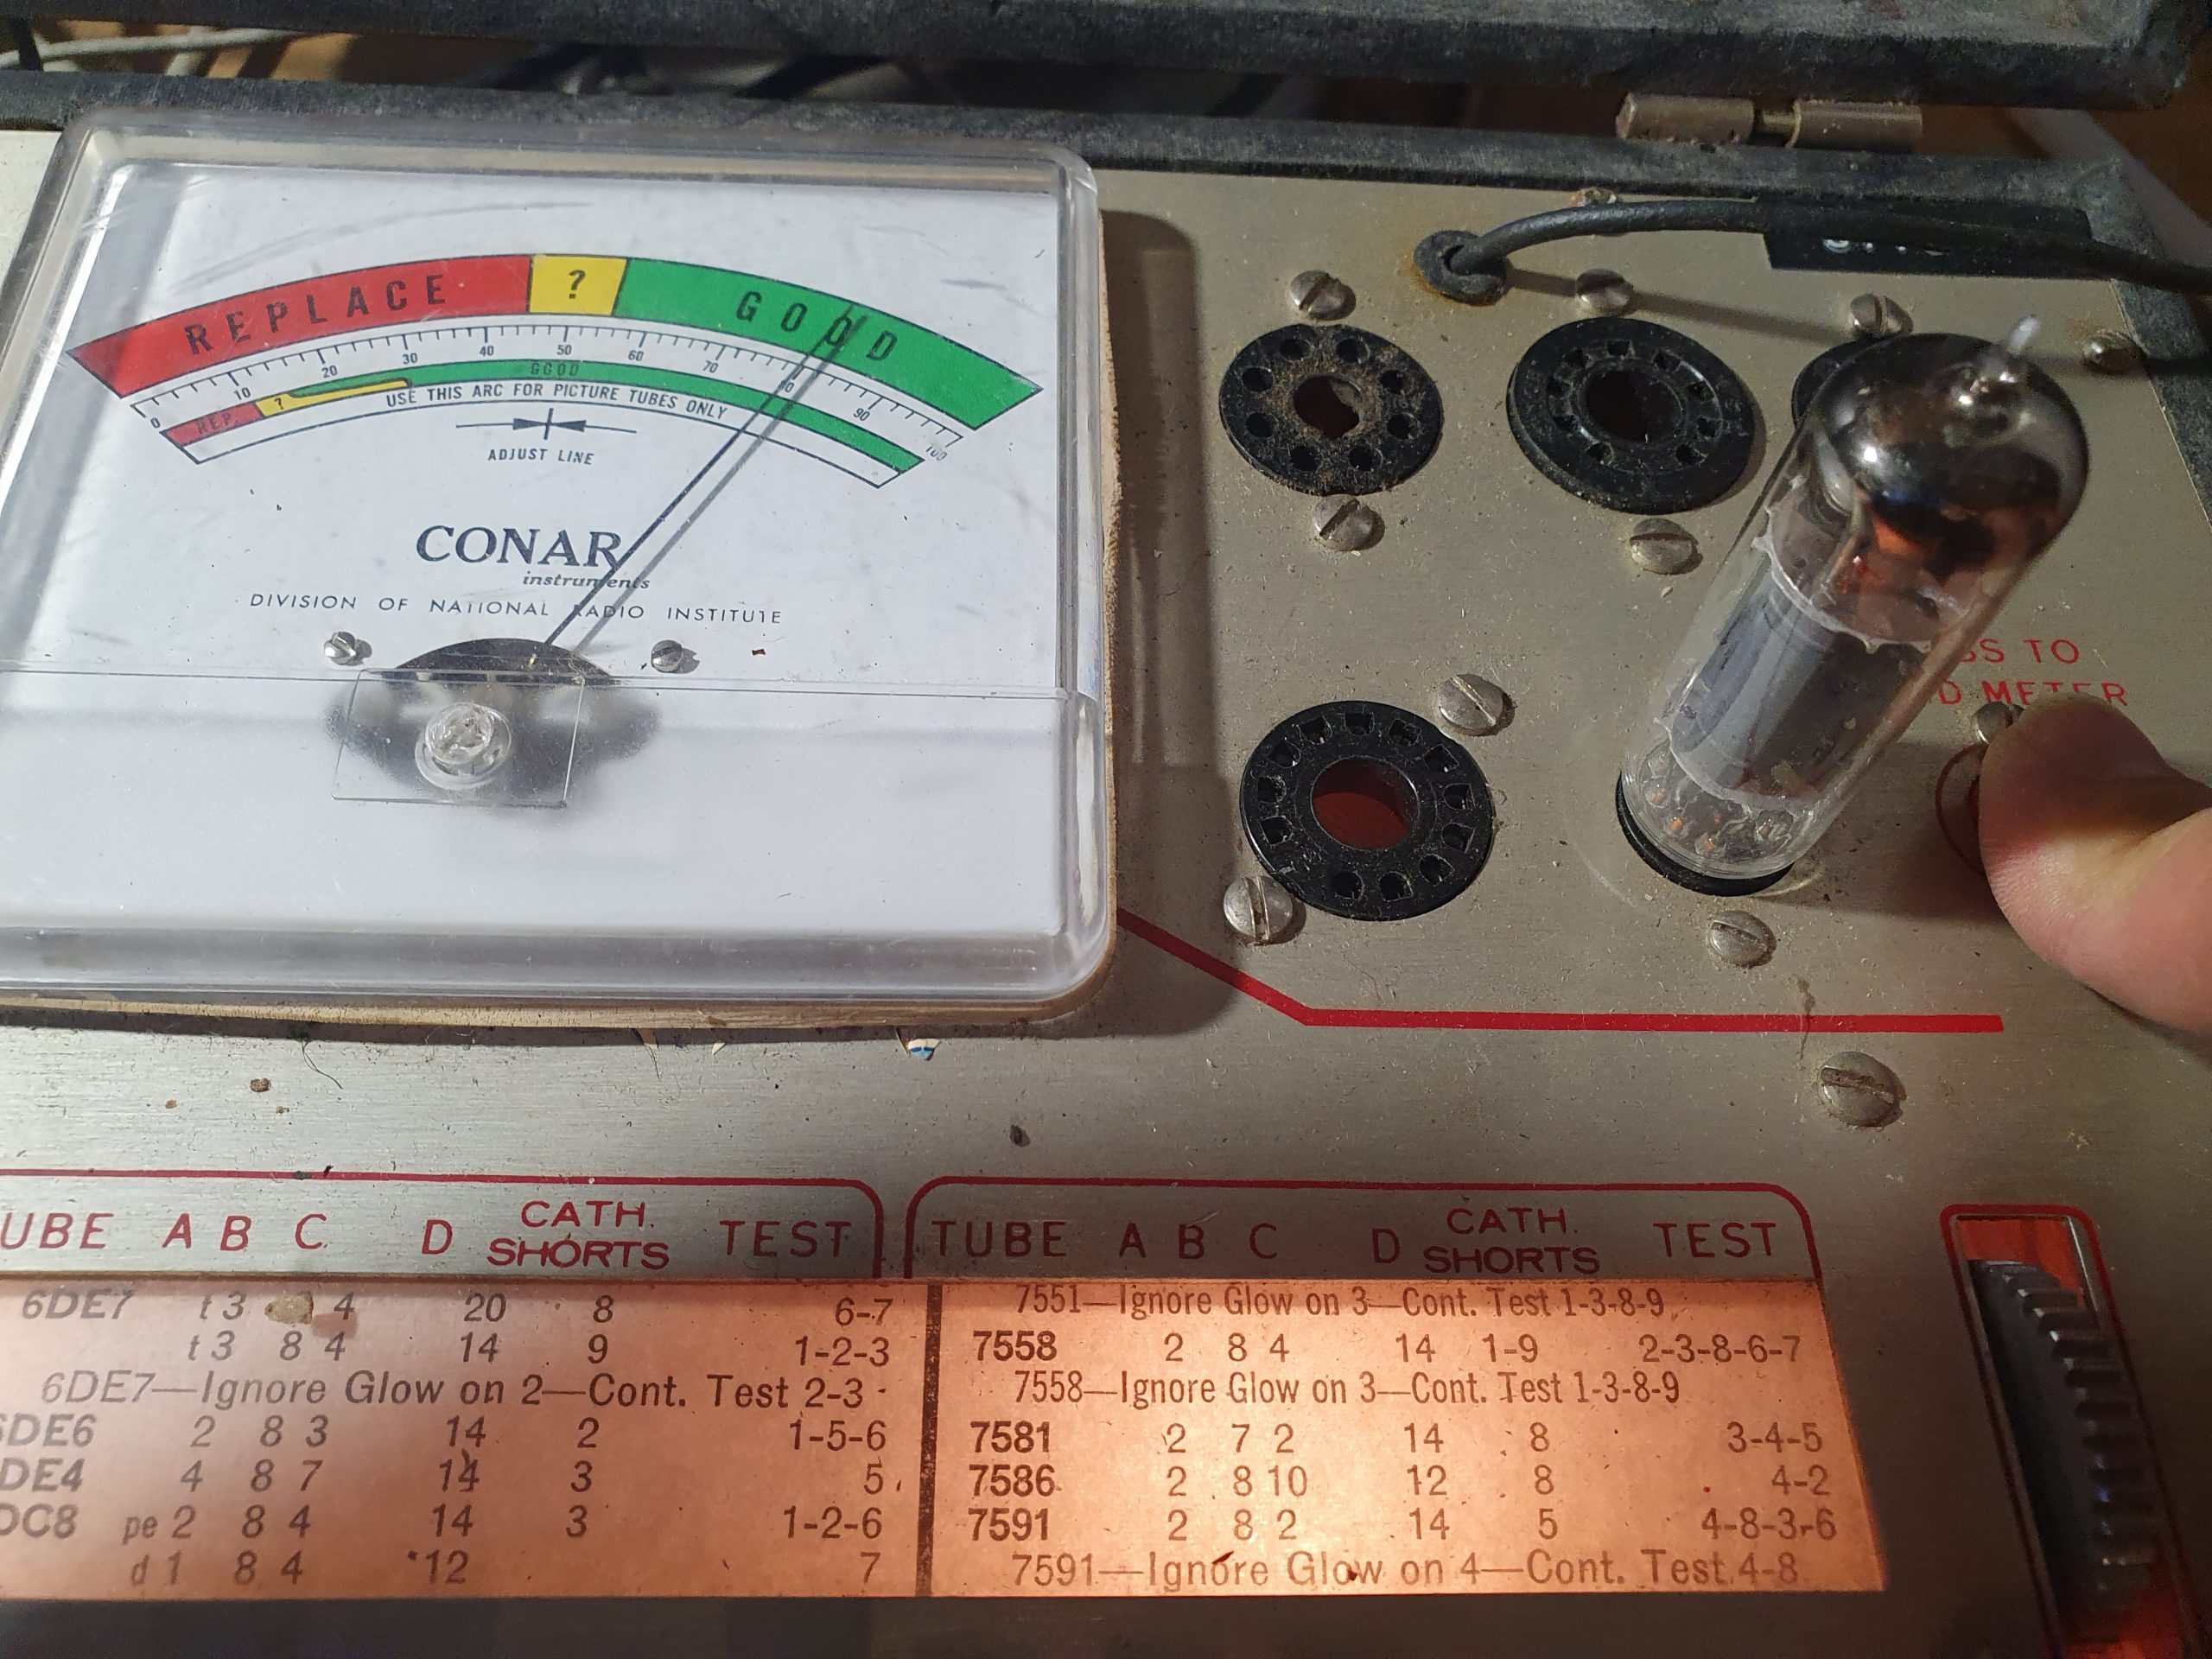 REPLACE ? GOOD
0 10 20 30 40 50 60 70 80 90 100
REP. ? GOOD
USE THIS ARC FOR PICTURE TUBES ONLY
ADJUST LINE
CONAR
instruments
DIVISION OF NATIONAL RADIO INSTITUTE
TO
METER
A B C D CATH. SHORTS TEST
6DE7 t 3 4 20 8 6-7
t 3 8 4 14 9 1-2-3
6DE7—Ignore Glow on 2—Cont. Test 2-3
6DE6 2 8 3 14 2 1-5-6
DE4 4 8 7 14 3 5
DC8 pe 2 8 4 14 3 1-2-6
d 1 8 4 12 7
TUBE A B C D CATH. SHORTS TEST
7551—Ignore Glow on 3—Cont. Test 1-3-8-9
7558 2 8 4 14 1-9 2-3-8-6-7
7558—Ignore Glow on 3—Cont. Test 1-3-8-9
7581 2 7 2 14 8 3-4-5
7586 2 8 10 12 8 4-2
7591 2 8 2 14 5 4-8-3-6
7591—Ignore Glow on 4—Cont. Test 4-8